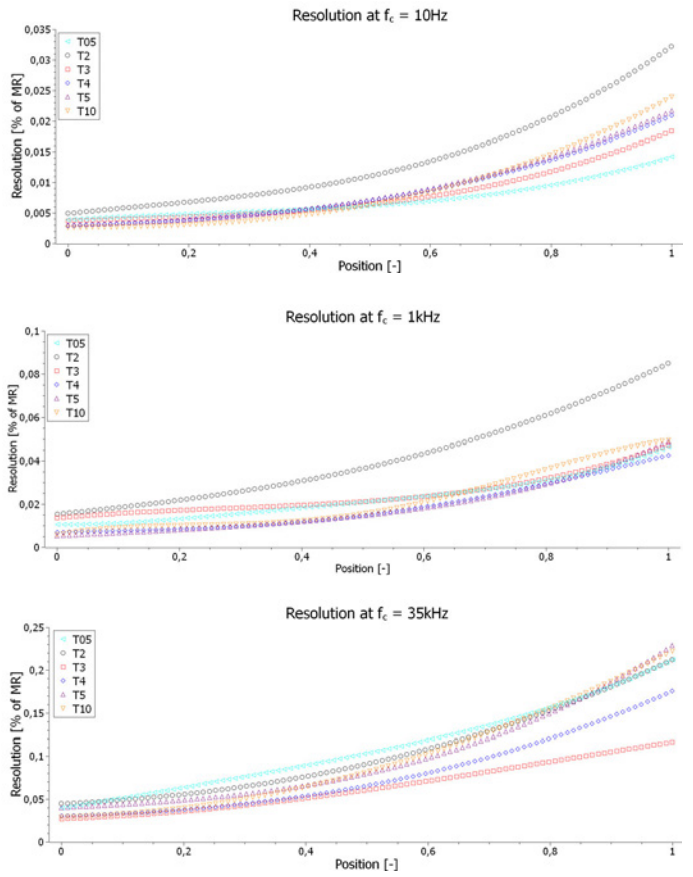 Resolution at fc = 10Hz
0,035
0,03
0,025
0,02
0,015
0,01
0,005
0
Resolution [% of MR]
T05
T2
T3
T4
T5
T10
0
0,2
0,4
0,6
0,8
1
Position [-]
Resolution at fc = 1kHz
0,1
0,08
0,06
0,04
0,02
0
Resolution [% of MR]
T05
T2
T3
T4
T5
T10
0
0,2
0,4
0,6
0,8
1
Position [-]
Resolution at fc = 35kHz
0,25
0,2
0,15
0,1
0,05
0
Resolution [% of MR]
T05
T2
T3
T4
T5
T10
0
0,2
0,4
0,6
0,8
1
Position [-]